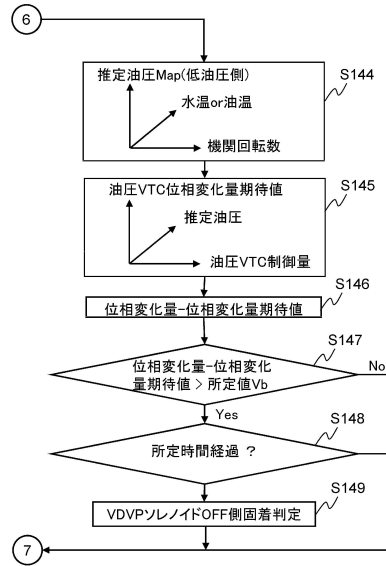 6
推定油圧Map(低油圧側)
S144
水温or油温
機関回転数
油圧VTC位相変化量期待値
S145
推定油圧
油圧VTC制御量
S146
位相変化量-位相変化量期待値
S147
位相変化量-位相変化
量期待値 > 所定値Vb
No
Yes
S148
所定時間経過 ?
S149
VDVPソレノイドOFF側固着判定
7